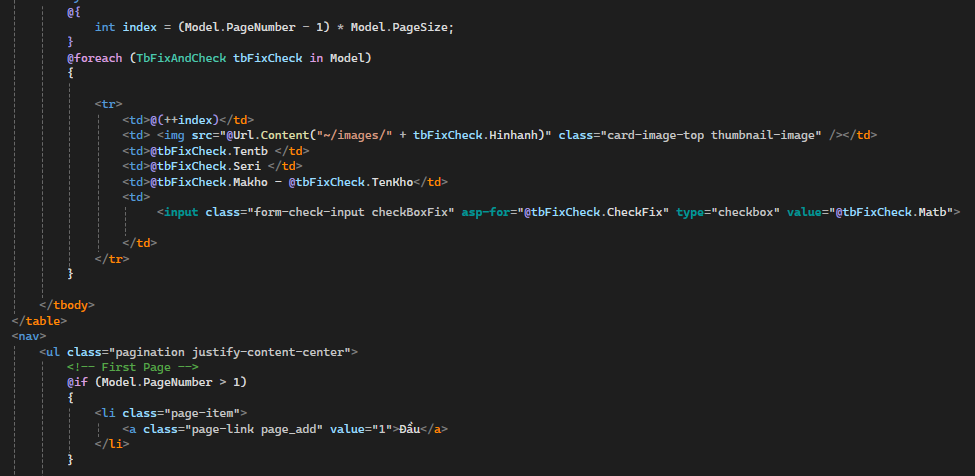 @{
int index = (Model.PageNumber - 1) * Model.PageSize;
}
@foreach (TbFixAndCheck tbFixCheck in Model)
{
<tr>
<td>@(++index)</td>
<td> <img src="@Url.Content("~/images/" + tbFixCheck.Hinhanh)" class="card-image-top thumbnail-image" /></td>
<td>@tbFixCheck.Tentb </td>
<td>@tbFixCheck.Seri </td>
<td>@tbFixCheck.Makho - @tbFixCheck.TenKho</td>
<td>
<input class="form-check-input checkBoxFix" asp-for="@tbFixCheck.CheckFix" type="checkbox" value="@tbFixCheck.Matb">
</td>
</tr>
}
</tbody>
</table>
<nav>
<ul class="pagination justify-content-center">
<!-- First Page -->
@if (Model.PageNumber > 1)
{
<li class="page-item">
<a class="page-link page_add" value="1">Đầu</a>
</li>
}